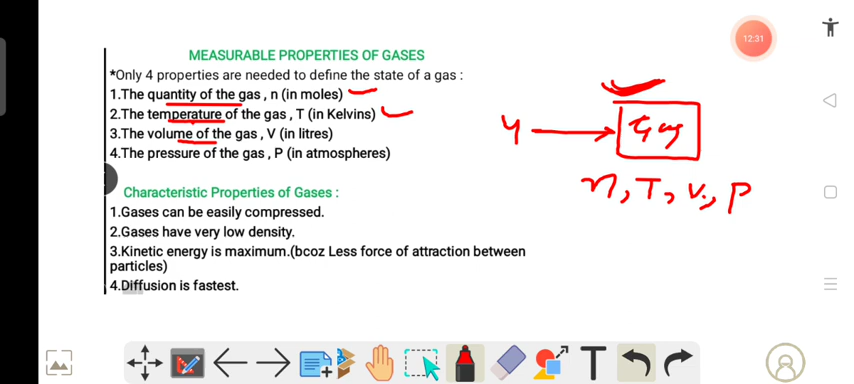 12:31
MEASURABLE PROPERTIES OF GASES
*Only 4 properties are needed to define the state of a gas :
1.The quantity of the gas , n (in moles)
2.The temperature of the gas , T (in Kelvins)
3.The volume of the gas , V (in litres)
4.The pressure of the gas , P (in atmospheres)
4 Gas
n, T, V, P
Characteristic Properties of Gases :
1.Gases can be easily compressed.
2.Gases have very low density.
3.Kinetic energy is maximum.(bcoz Less force of attraction between
particles)
4.Diffusion is fastest.
T